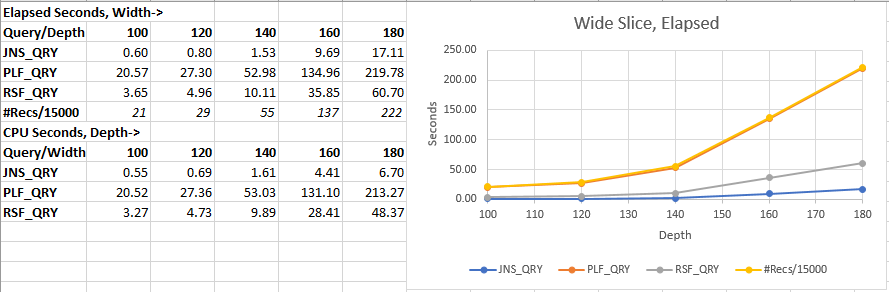 Elapsed Seconds, Width->
Query/Depth 100 120 140 160 180
JNS_QRY 0.60 0.80 1.53 9.69 17.11
PLF_QRY 20.57 27.30 52.98 134.96 219.78
RSF_QRY 3.65 4.96 10.11 35.85 60.70
#Recs/15000 21 29 55 137 222
CPU Seconds, Depth->
Query/Width 100 120 140 160 180
JNS_QRY 0.55 0.69 1.61 4.41 6.70
PLF_QRY 20.52 27.36 53.03 131.10 213.27
RSF_QRY 3.27 4.73 9.89 28.41 48.37
Wide Slice, Elapsed
250.00
200.00
150.00
100.00
50.00
0.00
Seconds
100 110 120 130 140 150 160 170 180
Depth
JNS_QRY PLF_QRY RSF_QRY #Recs/15000